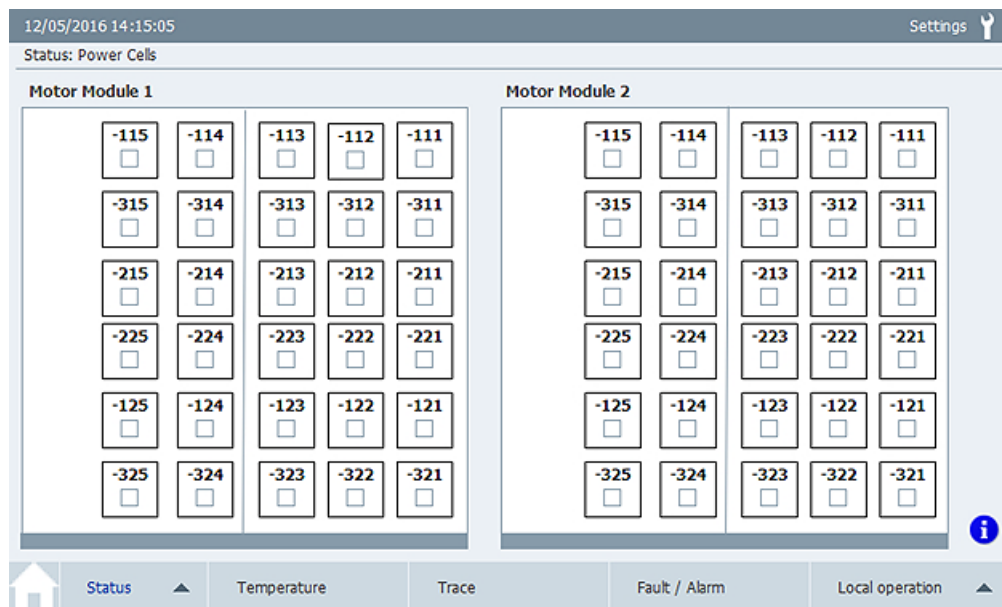 12/05/2016 14:15:05 Settings
Status: Power Cells
Motor Module 1 Motor Module 2
-115 -114 -113 -112 -111 -115 -114 -113 -112 -111
-315 -314 -313 -312 -311 -315 -314 -313 -312 -311
-215 -214 -213 -212 -211 -215 -214 -213 -212 -211
-225 -224 -223 -222 -221 -225 -224 -223 -222 -221
-125 -124 -123 -122 -121 -125 -124 -123 -122 -121
-325 -324 -323 -322 -321 -325 -324 -323 -322 -321
i
Status Temperature Trace Fault / Alarm Local operation